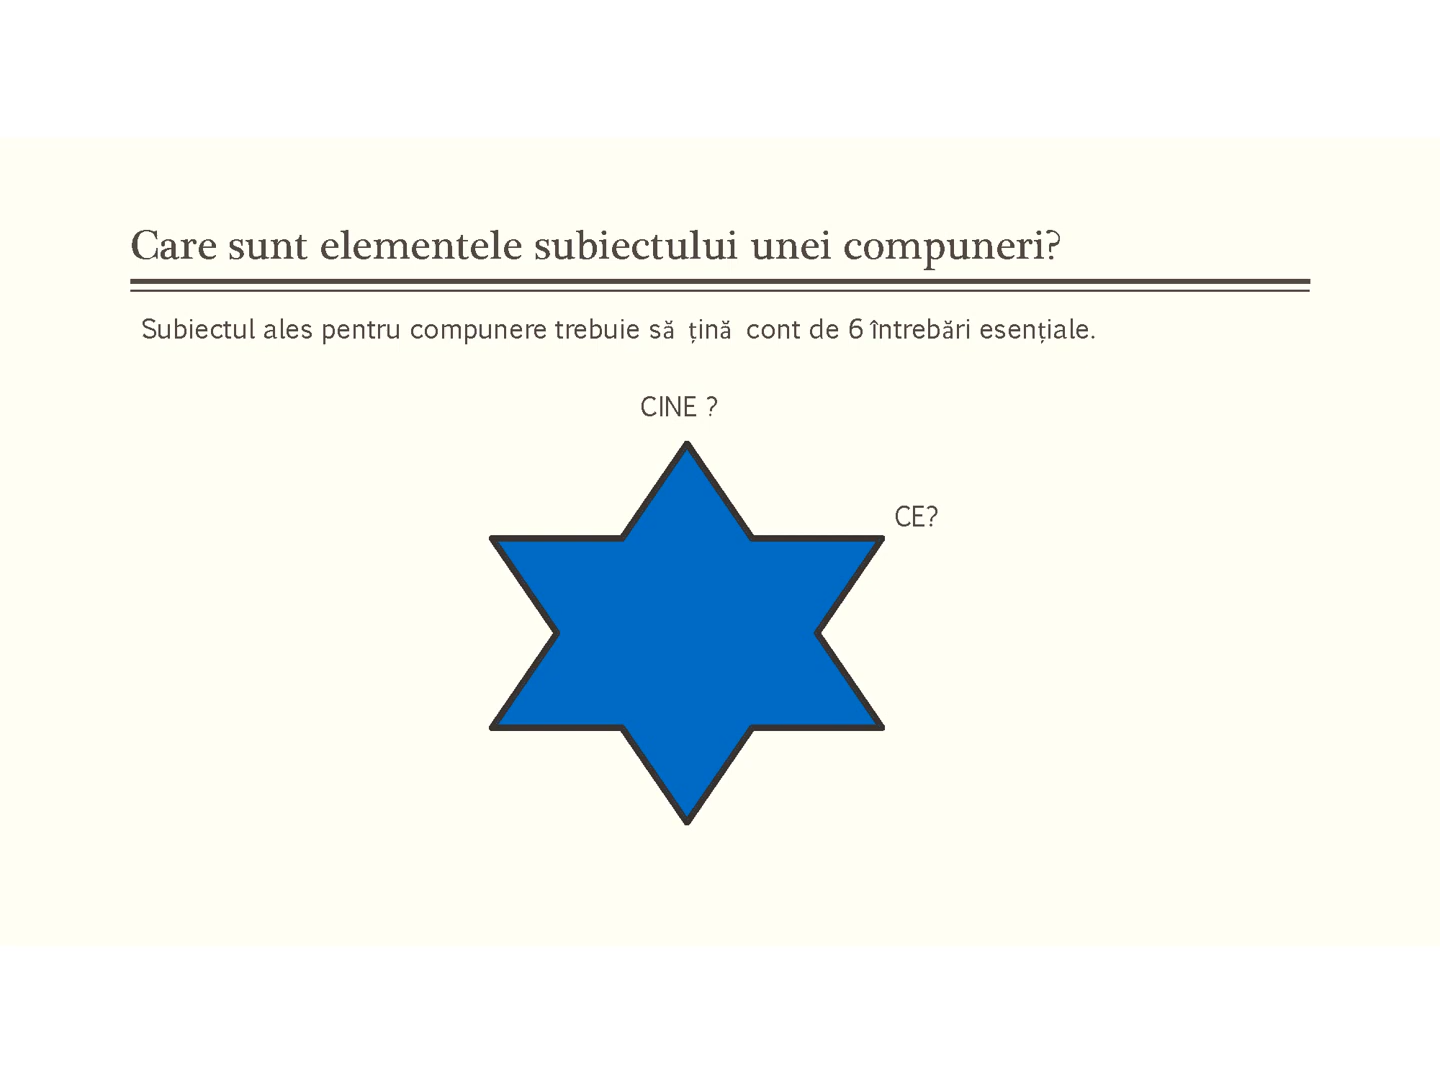 Care sunt elementele subiectului unei compuneri?
Subiectul ales pentru compunere trebuie să țină cont de 6 întrebări esențiale.
CINE ?
CE?